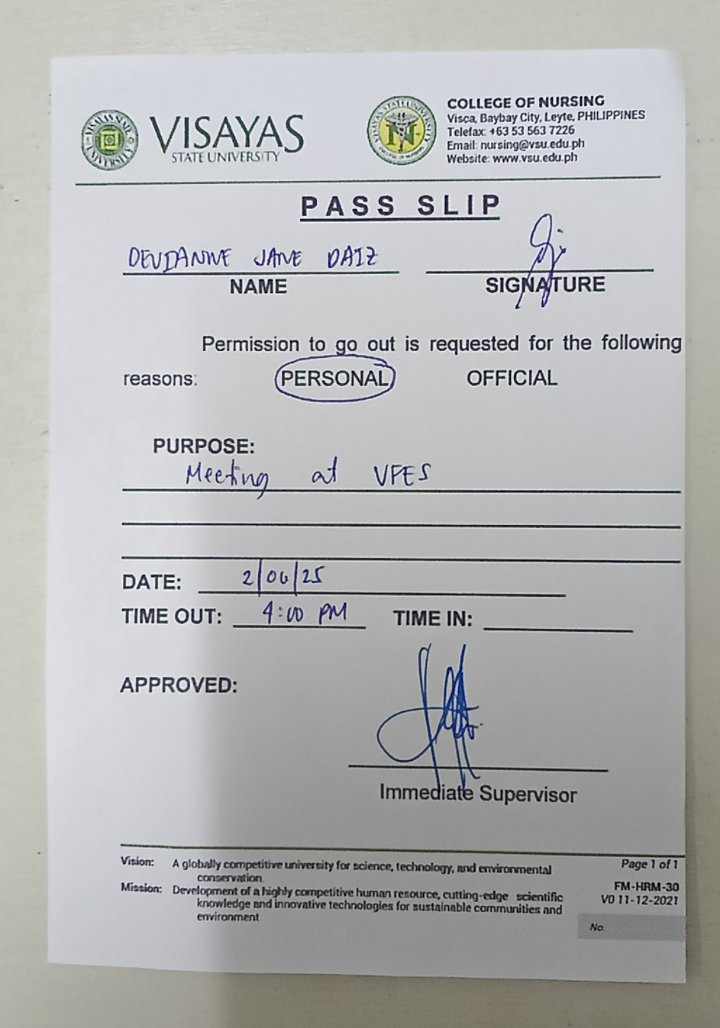 VISAYAS
STATE UNIVERSITY
COLLEGE OF NURSING
Visca, Baybay City, Leyte, PHILIPPINES
Telefax: +63 53 563 7226
Email: nursing@vsu.edu.ph
Website: www.vsu.edu.ph
PASS SLIP
DEVIANNE JANE DAIZ
NAME
SIGNATURE
Permission to go out is requested for the following
reasons: PERSONAL OFFICIAL
PURPOSE:
Meeting at VFES
DATE: 2/06/25
TIME OUT: 4:00 PM TIME IN:
APPROVED:
Immediate Supervisor
Vision: A globally competitive university for science, technology, and environmental
conservation.
Mission: Development of a highly competitive human resource, cutting-edge scientific
knowledge and innovative technologies for sustainable communities and
environment
Page 1 of 1
FM-HRM-30
V0 11-12-2021
No.